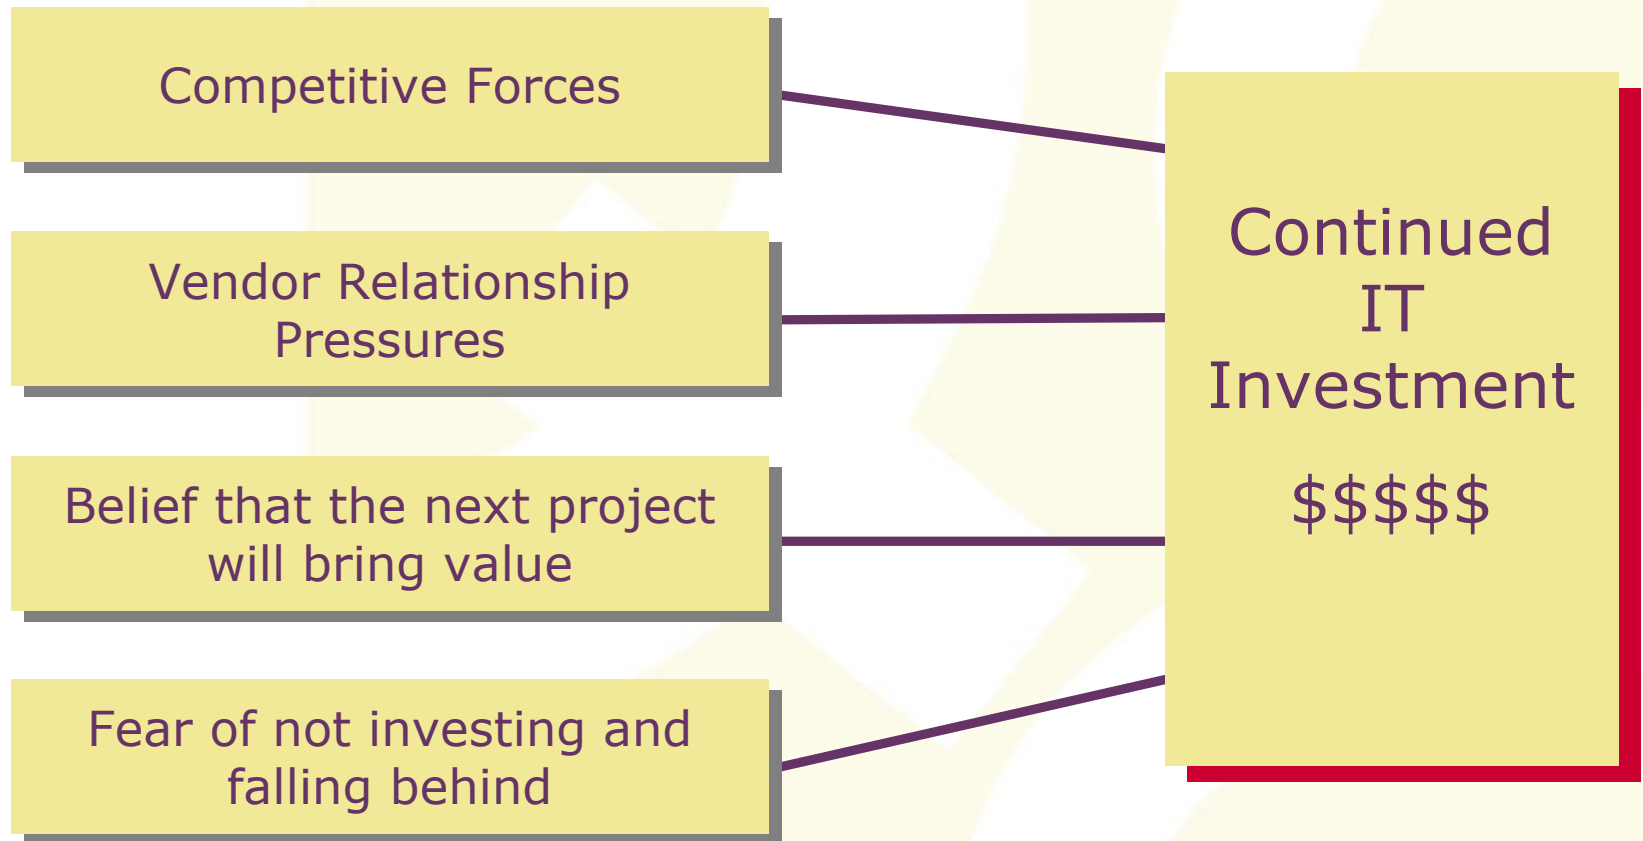 Competitive Forces
Vendor Relationship
Pressures
Belief that the next project
will bring value
Fear of not investing and
falling behind
Continued
IT
Investment
$$$$$